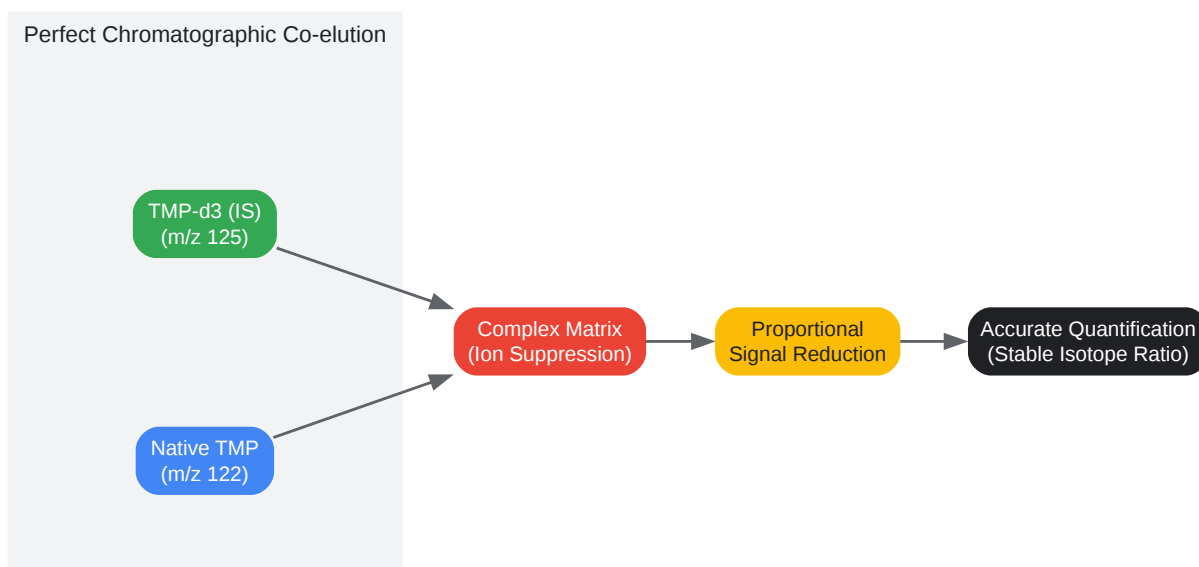 Perfect Chromatographic Co-elution
TMP-d3 (IS)
(m/z 125)
Native TMP
(m/z 122)
Complex Matrix
(Ion Suppression)
Proportional
Signal Reduction
Accurate Quantification
(Stable Isotope Ratio)